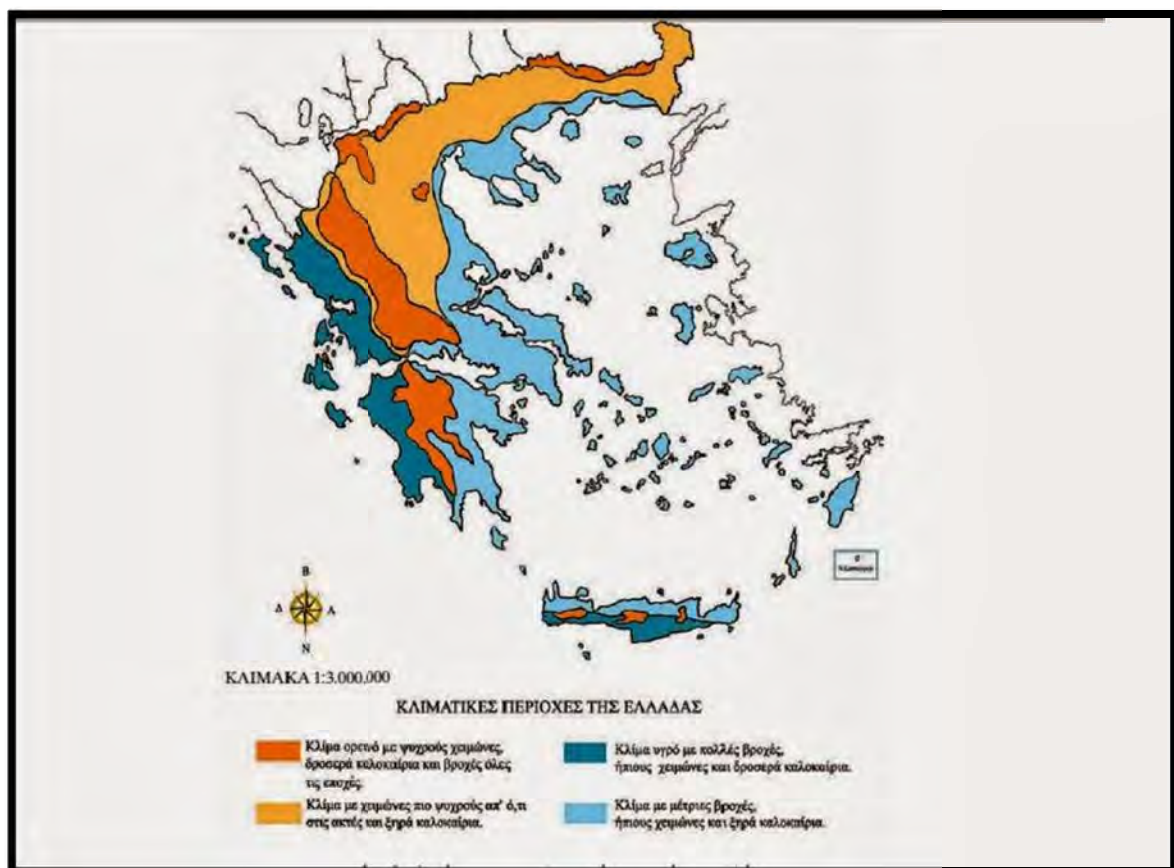 Β
Δ Α
Ν
ΚΛΙΜΑΚΑ 1:3.000.000
ΚΛΙΜΑΤΙΚΕΣ ΠΕΡΙΟΧΕΣ ΤΗΣ ΕΛΛΑΔΑΣ
Κλίμα ορεινό με ψυχρούς χειμώνες,
δροσερά καλοκαίρια και βροχές όλες
τις εποχές.
Κλίμα με χειμώνες πιο ψυχρούς απ' ό,τι
στις ακτές και ξηρά καλοκαίρια.
Κλίμα υγρό με πολλές βροχές,
ήπιους χειμώνες και δροσερά καλοκαίρια.
Κλίμα με μέτριες βροχές,
ήπιους χειμώνες και ξηρά καλοκαίρια.